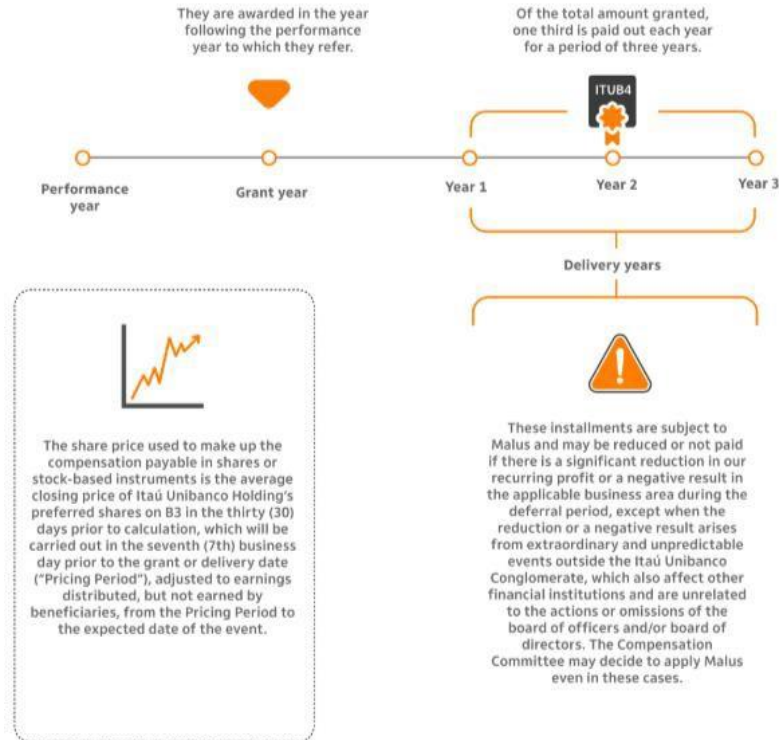 They are awarded in the year
following the performance
year to which they refer.
Of the total amount granted,
one third is paid out each year
for a period of three years.
ITUB4
Performance
year
Grant year
Year 1
Year 2
Year 3
Delivery years
The share price used to make up the
compensation payable in shares or
stock-based instruments is the average
closing price of Itaú Unibanco Holding's
preferred shares on B3 in the thirty (30)
days prior to calculation, which will be
carried out in the seventh (7th) business
day prior to the grant or delivery date
("Pricing Period"), adjusted to earnings
distributed, but not earned by
beneficiaries, from the Pricing Period to
the expected date of the event.
These installments are subject to
Malus and may be reduced or not paid
if there is a significant reduction in our
recurring profit or a negative result in
the applicable business area during the
deferral period, except when the
reduction or a negative result arises
from extraordinary and unpredictable
events outside the Itaú Unibanco
Conglomerate, which also affect other
financial institutions and are unrelated
to the actions or omissions of the
board of officers and/or board of
directors. The Compensation
Committee may decide to apply Malus
even in these cases.